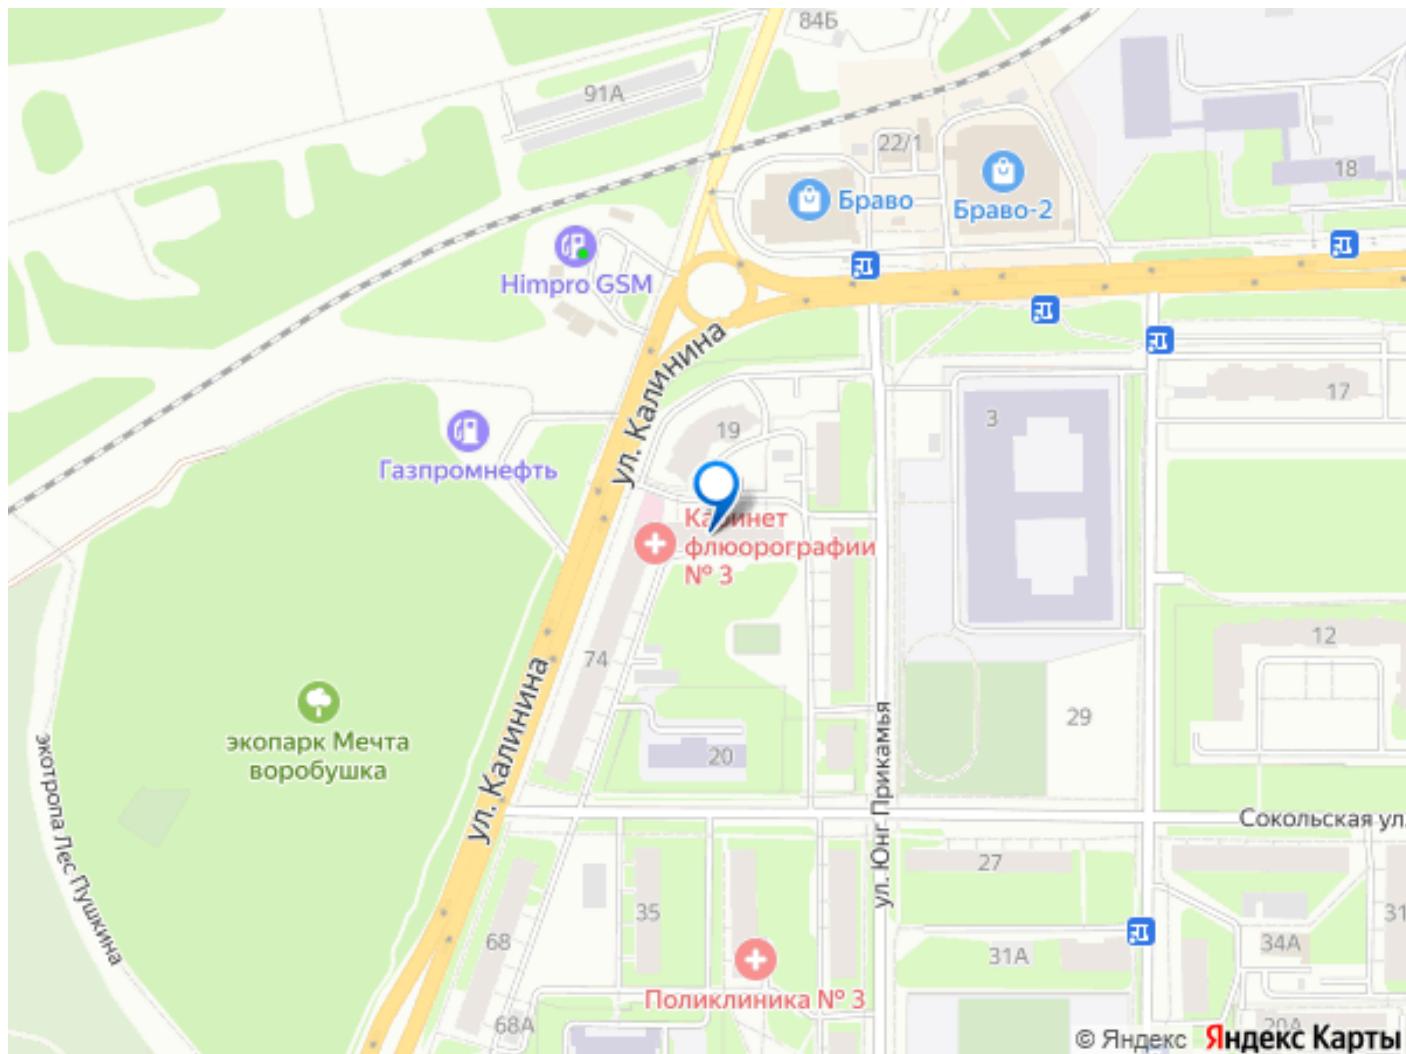 84Б
91А
22/1
18
Браво
Браво-2
Himpro GSM
ул. Калинина
17
3
19
Газпромнефть
Кабинет
флюорографии
№ 3
12
74
ул. Калинина
29
экопарк Мечта
воробушка
20
экотропа Лес Пушкина
ул. Юнг Прикамья
Сокольская ул.
27
35
68
31А
34А
31
Поликлиника № 3
68А
20А
© Яндекс Яндекс Карты